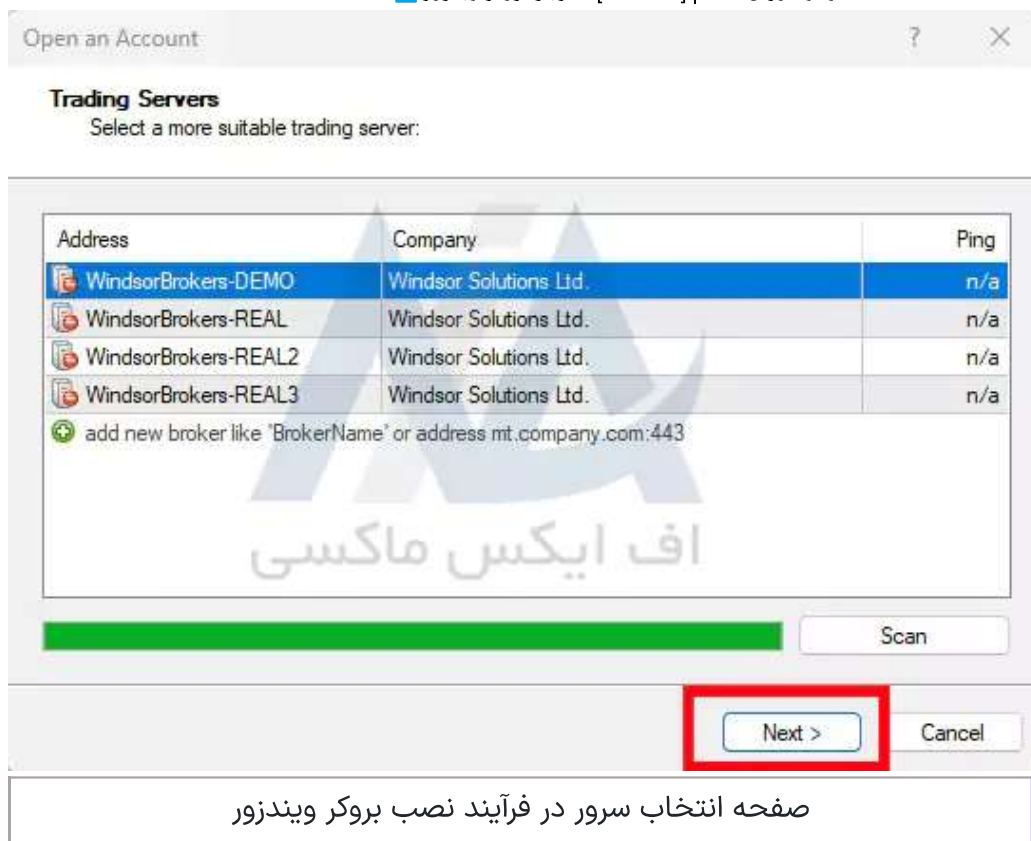 Open an Account
Trading Servers
Select a more suitable trading server:
Address Company Ping
WindsorBrokers-DEMO Windsor Solutions Ltd. n/a
WindsorBrokers-REAL Windsor Solutions Ltd. n/a
WindsorBrokers-REAL2 Windsor Solutions Ltd. n/a
WindsorBrokers-REAL3 Windsor Solutions Ltd. n/a
add new broker like 'BrokerName' or address mt.company.com:443
اف ایکس ماکسی
Scan
Next > Cancel
صفحه انتخاب سرور در فرآیند نصب بروکر ویندزور